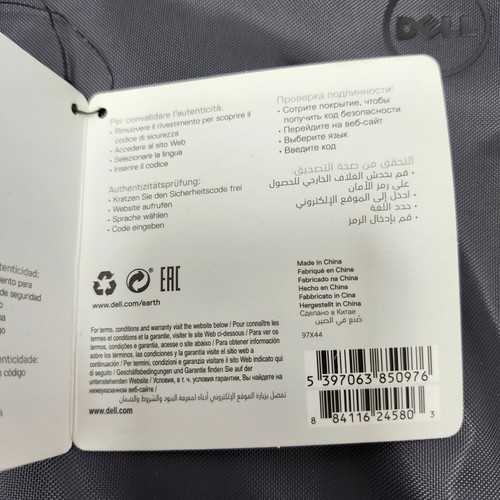 DELL
Per convalidare l'autenticità:
• Rimuovere il rivestimento per scoprire il
codice di sicurezza
• Accedere al sito Web
• Selezionare la lingua
• Inserire il codice
Authentizitätsprüfung:
• Kratzen Sie den Sicherheitscode frei
• Website aufrufen
• Sprache wählen
• Code eingeben
Проверка подлинности:
• Сотрите покрытие, чтобы
получить код безопасности
• Перейдите на веб-сайт
• Выберите язык
• Введите код
التحقق من صحة التصديق:
• قم بخدش الغلاف الخارجي للحصول
على رمز الأمان
• ادخل إلى الموقع الإلكتروني
• حدد اللغة
• قم بإدخال الرمز
EAC
www.dell.com/earth
Made in China
Fabriqué en Chine
Fabricado na China
Hecho en China
Fabbricato in Cina
Hergestellt in China
Сделано в Китае
صنع في الصين
97X44
For terms, conditions and warranty visit the website below / Pour connaître les
termes, conditions et la garantie, visiter le site Web ci-dessous / Para ver os
termos, condições e garantia, acesse o site abaixo / Para obtener información
sobre los términos, las condiciones y la garantía, visite el sitio web a
continuación / Per termini, condizioni e garanzia visitare il sito Web indicato qui
di seguito / Geschäftsbedingungen und Garantie finden Sie auf der
untenstehenden Website / Условия, в т. ч. условия гарантии, Вы найдете на
нижеуказанном веб-сайте /
تفضل بزيارة الموقع الإلكتروني أدناه لمعرفة البنود والشروط والضمان
www.dell.com
5 397063 850976
8 84116 24580 3
tenticidad:
miento para
de seguridad
ioma
digo
enticidade:
código